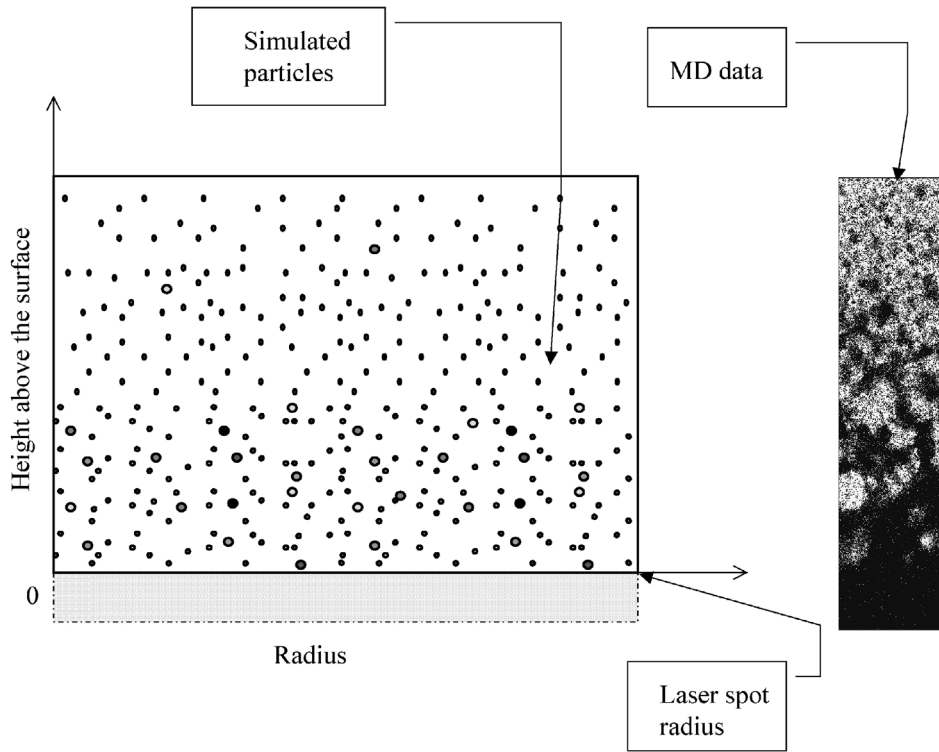 Simulated
particles
MD data
Height above the surface
0
Radius
Laser spot
radius